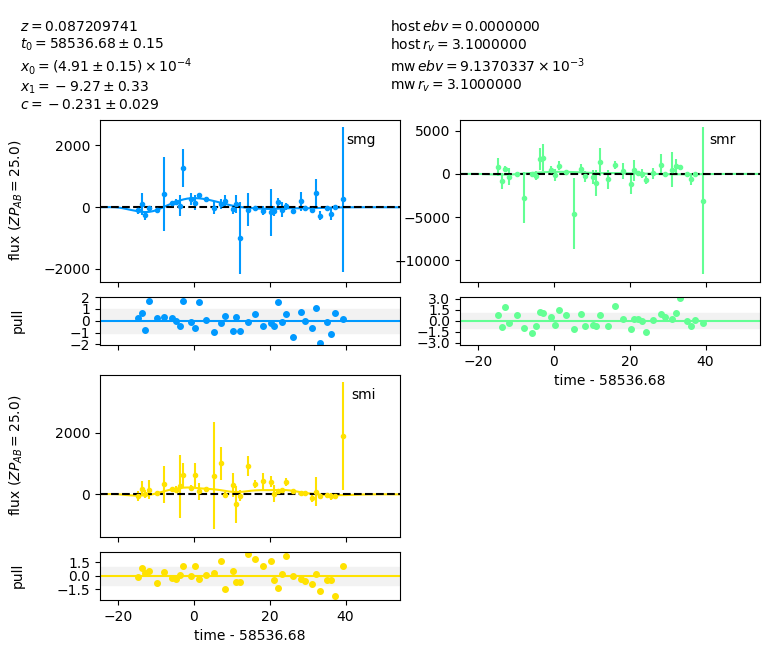 z = 0.087209741
t₀ = 58536.68 ± 0.15
x₀ = (4.91 ± 0.15) × 10⁻⁴
x₁ = −9.27 ± 0.33
c = −0.231 ± 0.029
host ebv = 0.0000000
host r_v = 3.1000000
mw ebv = 9.1370337 × 10⁻³
mw r_v = 3.1000000
smg
flux (ZP_AB = 25.0)
2000
0
−2000
smr
5000
0
−5000
−10000
pull
2
1
0
−1
−2
3.0
1.5
0.0
−1.5
−3.0
−20
0
20
40
time - 58536.68
smi
flux (ZP_AB = 25.0)
2000
0
pull
1.5
0.0
−1.5
−20
0
20
40
time - 58536.68